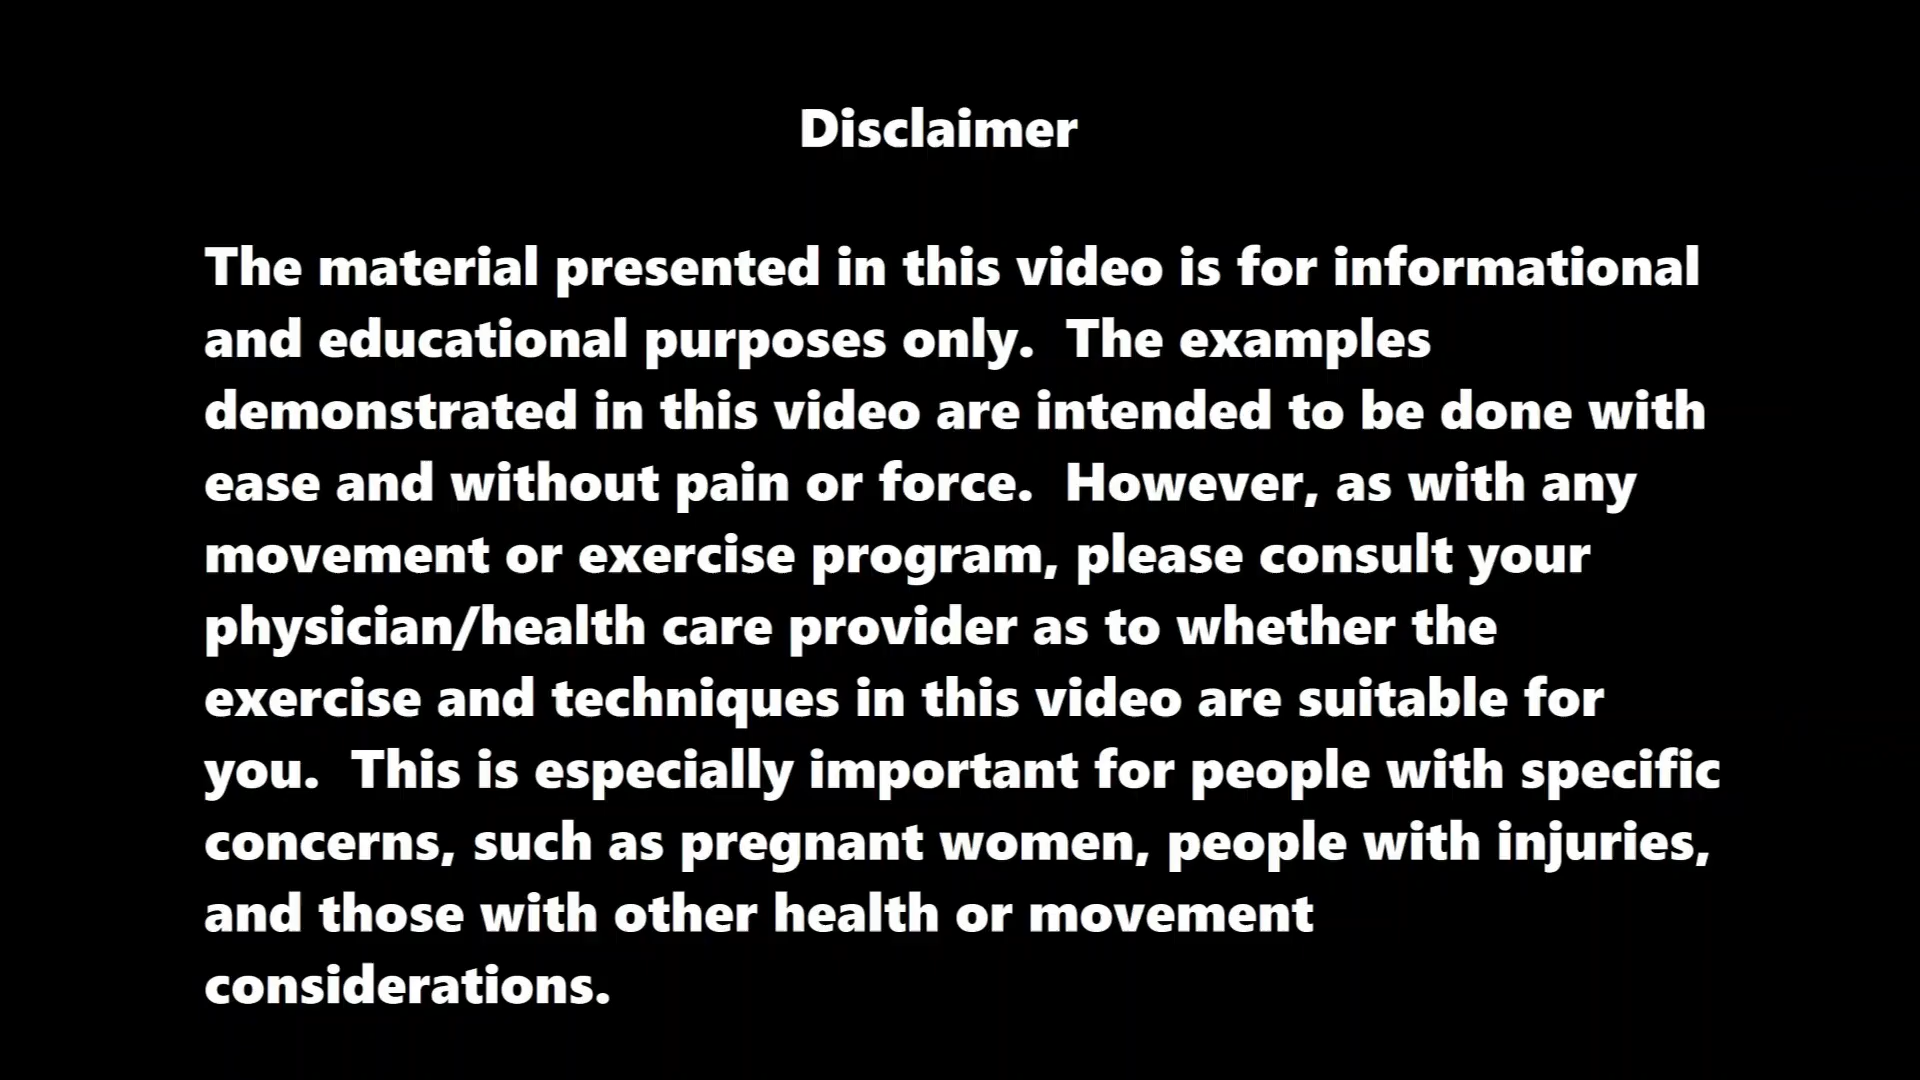 Disclaimer
The material presented in this video is for informational
and educational purposes only.  The examples
demonstrated in this video are intended to be done with
ease and without pain or force.  However, as with any
movement or exercise program, please consult your
physician/health care provider as to whether the
exercise and techniques in this video are suitable for
you.  This is especially important for people with specific
concerns, such as pregnant women, people with injuries,
and those with other health or movement
considerations.